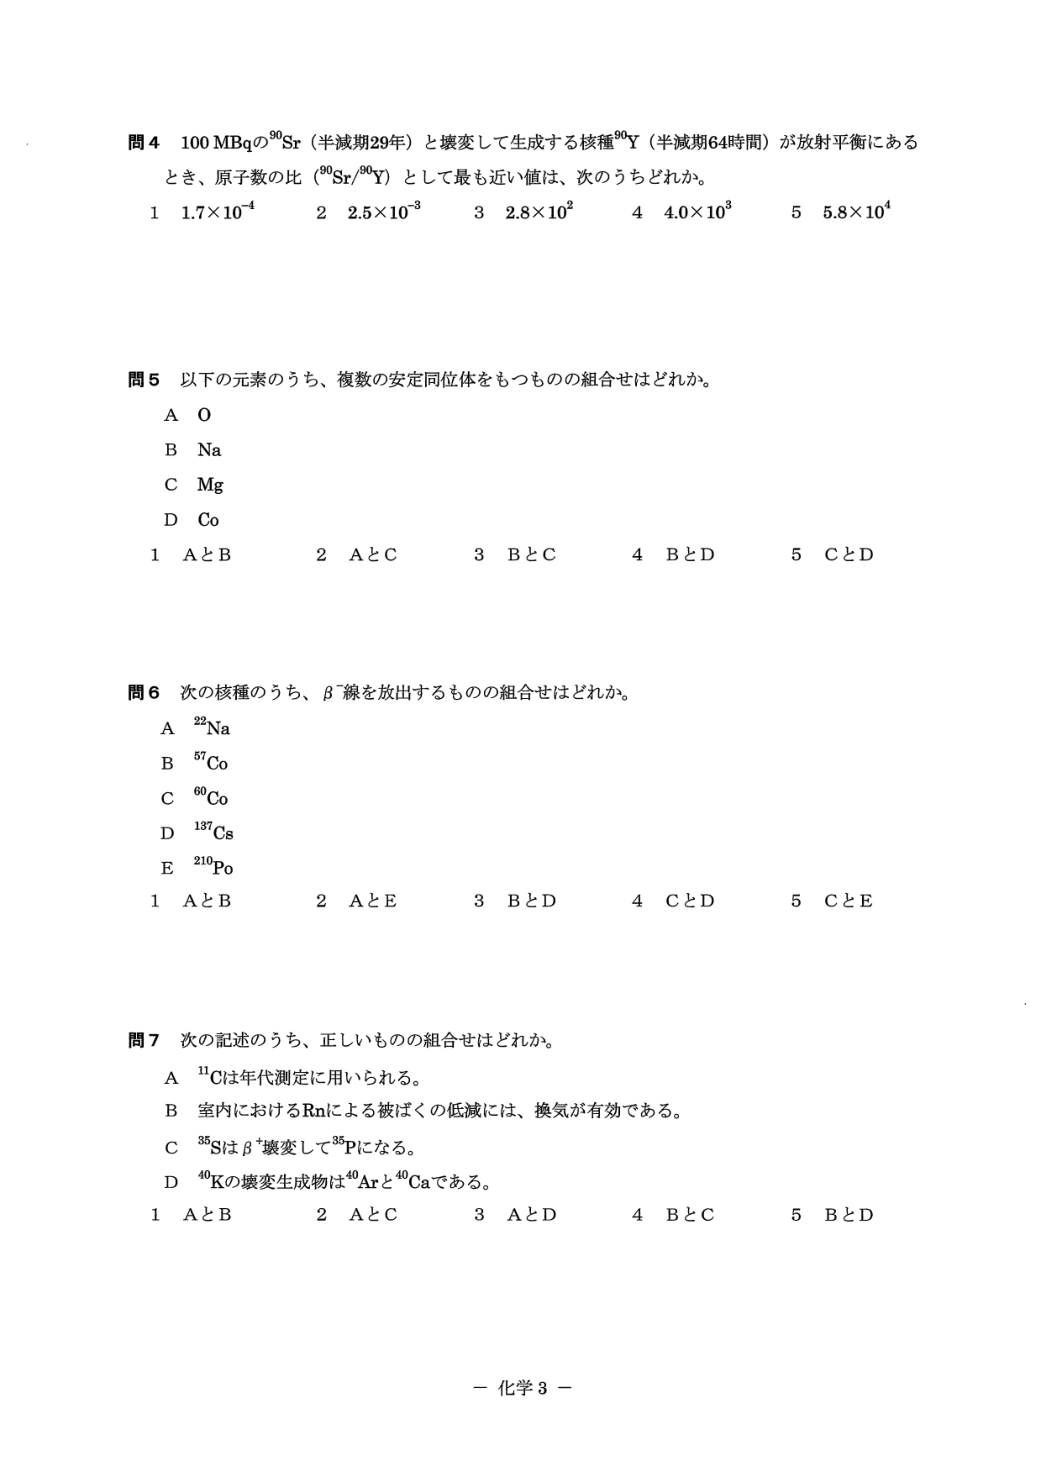 問4 100 MBqの⁹⁰Sr（半減期29年）と壊変して生成する核種⁹⁰Y（半減期64時間）が放射平衡にある
とき、原子数の比（⁹⁰Sr/⁹⁰Y）として最も近い値は、次のうちどれか。
1 1.7×10⁻⁴ 2 2.5×10⁻³ 3 2.8×10² 4 4.0×10³ 5 5.8×10⁴
問5 以下の元素のうち、複数の安定同位体をもつものの組合せはどれか。
A O
B Na
C Mg
D Co
1 AとB 2 AとC 3 BとC 4 BとD 5 CとD
問6 次の核種のうち、β⁻線を放出するものの組合せはどれか。
A ²²Na
B ⁵⁷Co
C ⁶⁰Co
D ¹³⁷Cs
E ²¹⁰Po
1 AとB 2 AとE 3 BとD 4 CとD 5 CとE
問7 次の記述のうち、正しいものの組合せはどれか。
A ¹¹Cは年代測定に用いられる。
B 室内におけるRnによる被ばくの低減には、換気が有効である。
C ³⁵Sはβ⁺壊変して³⁵Pになる。
D ⁴⁰Kの壊変生成物は⁴⁰Arと⁴⁰Caである。
1 AとB 2 AとC 3 AとD 4 BとC 5 BとD
－ 化学3 －